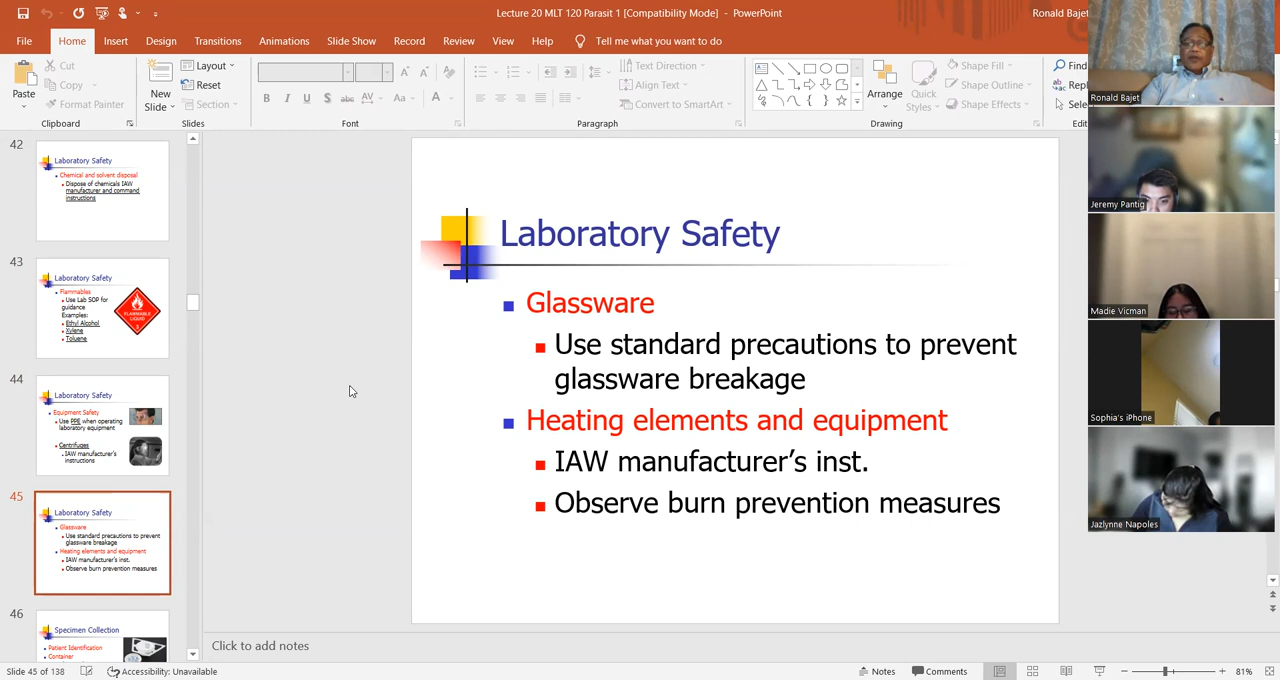 Lecture 20 MLT 120 Parasit 1 [Compatibility Mode] - PowerPoint
Ronald Bajet
File Home Insert Design Transitions Animations Slide Show Record Review View Help Tell me what you want to do
Paste
Cut
Copy
Format Painter
Clipboard
New
Slide
Layout
Reset
Section
Slides
B I U S abc AV Aa A
Font
Text Direction
Align Text
Convert to SmartArt
Paragraph
Arrange
Quick
Styles
Shape Fill
Shape Outline
Shape Effects
Drawing
Find
Repl
Sele
Edit
Ronald Bajet
Jeremy Pantig
Madie Vicman
Sophia's iPhone
Jazlynne Napoles
42
Laboratory Safety
Chemical and solvent disposal
Dispose of chemicals IAW
manufacturer and command
instructions
43
Laboratory Safety
Flammables
Use Lab SOP for
guidance
Examples:
Ethyl Alcohol
Xylene
Toluene
FLAMMABLE
LIQUID
3
44
Laboratory Safety
Equipment Safety
Use PPE when operating
laboratory equipment
Centrifuges
IAW manufacturer's
instructions
45
Laboratory Safety
Glassware
Use standard precautions to prevent
glassware breakage
Heating elements and equipment
IAW manufacturer's inst.
Observe burn prevention measures
46
Specimen Collection
Patient Identification
Container
Laboratory Safety
Glassware
Use standard precautions to prevent
glassware breakage
Heating elements and equipment
IAW manufacturer's inst.
Observe burn prevention measures
Click to add notes
Slide 45 of 138
Accessibility: Unavailable
Notes
Comments
81%